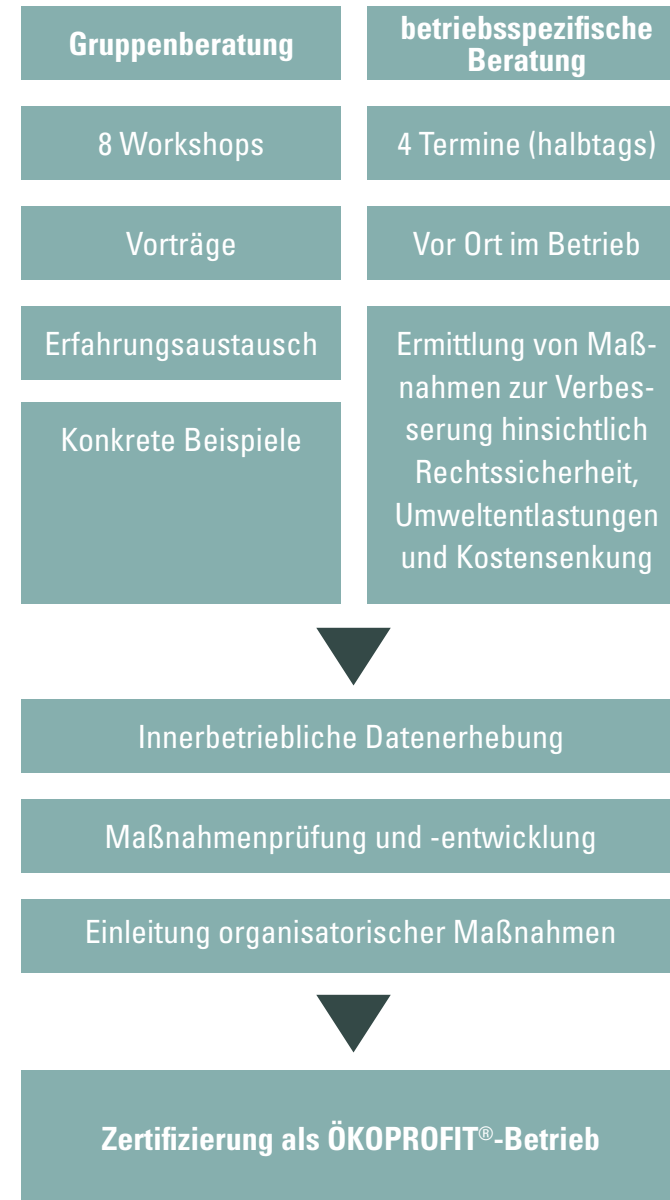 Gruppenberatung
betriebsspezifische
Beratung
8 Workshops
4 Termine (halbtags)
Vorträge
Vor Ort im Betrieb
Erfahrungsaustausch
Konkrete Beispiele
Ermittlung von Maß-
nahmen zur Verbes-
serung hinsichtlich
Rechtssicherheit,
Umweltentlastungen
und Kostensenkung
Innerbetriebliche Datenerhebung
Maßnahmenprüfung und -entwicklung
Einleitung organisatorischer Maßnahmen
Zertifizierung als ÖKOPROFIT®-Betrieb